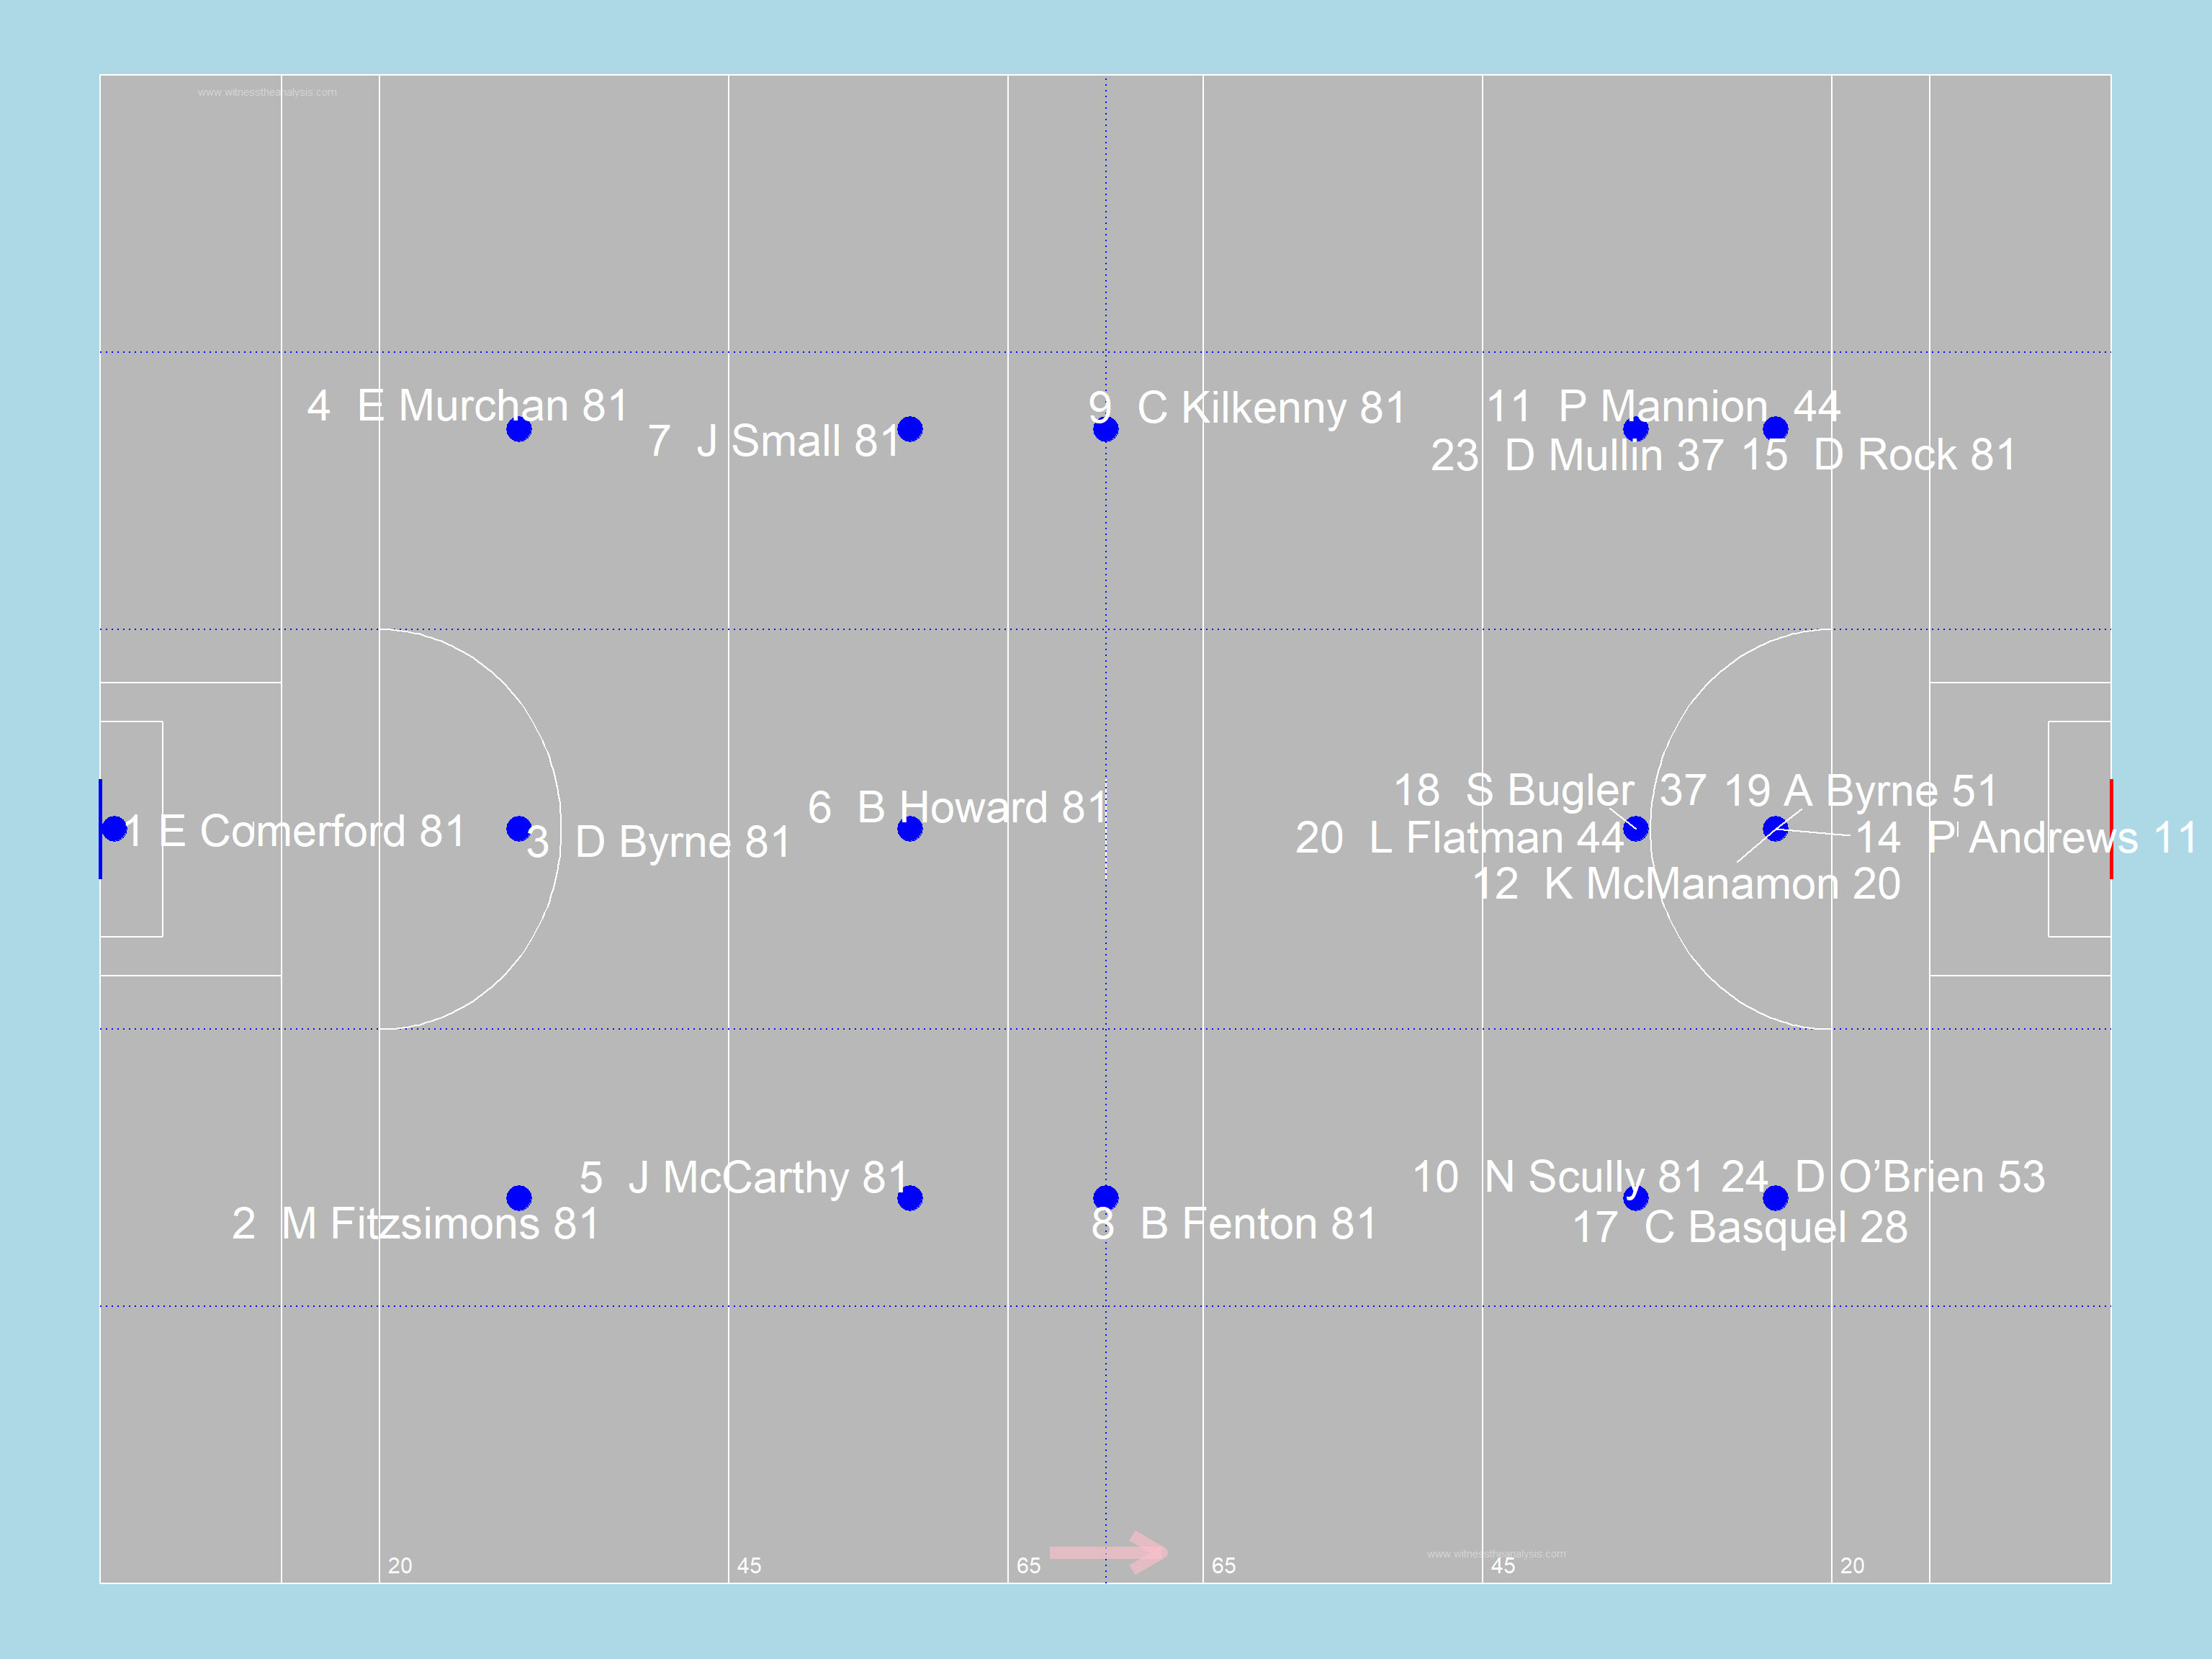 www.witnesstheanalysis.com
4 E Murchan 81
7 J Small 81
9 C Kilkenny 81
11 P Mannion 44
23 D Mullin 37
15 D Rock 81
1 E Comerford 81
3 D Byrne 81
6 B Howard 81
18 S Bugler 37
19 A Byrne 51
20 L Flatman 44
14 P Andrews 11
12 K McManamon 20
2 M Fitzsimons 81
5 J McCarthy 81
8 B Fenton 81
10 N Scully 81
24 D O’Brien 53
17 C Basquel 28
www.witnesstheanalysis.com
20
45
65
65
45
20